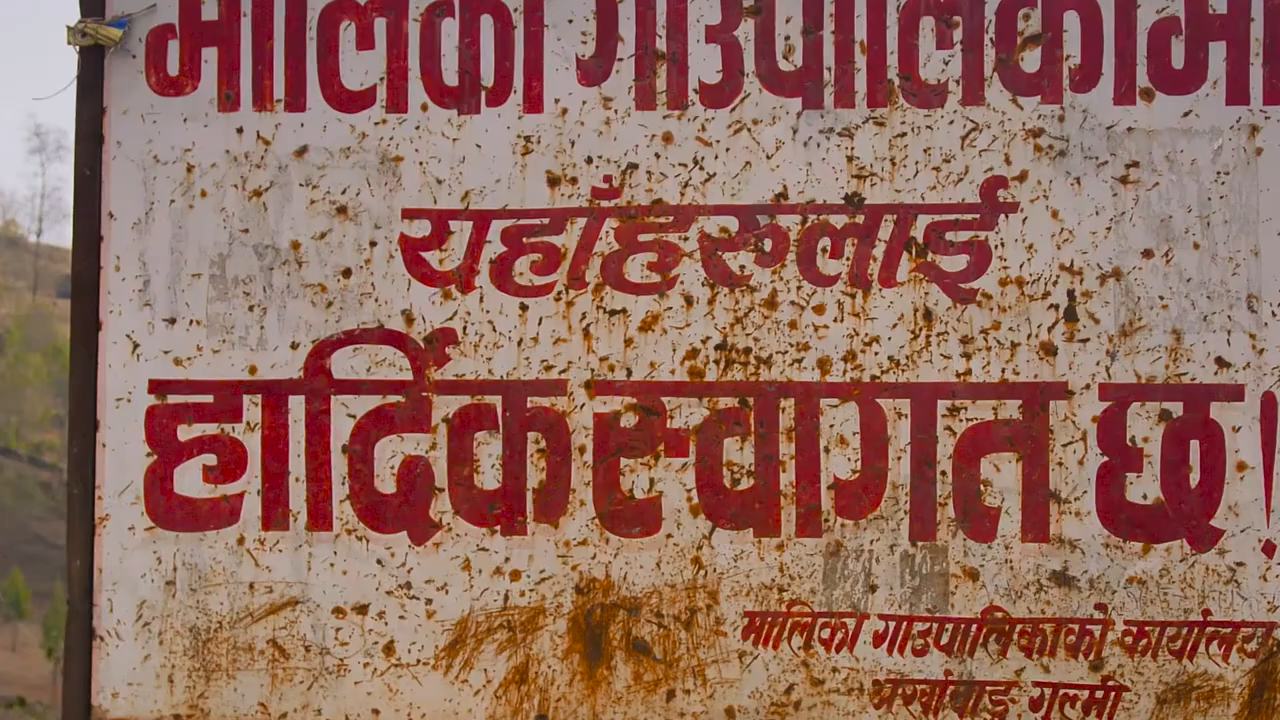 मालिका गाउपालिकामा
यहाँहरुलाई
हार्दिक स्वागत छ!
मालिका गाउपालिकाको कार्यालय
अर्खावाङ गुल्मी